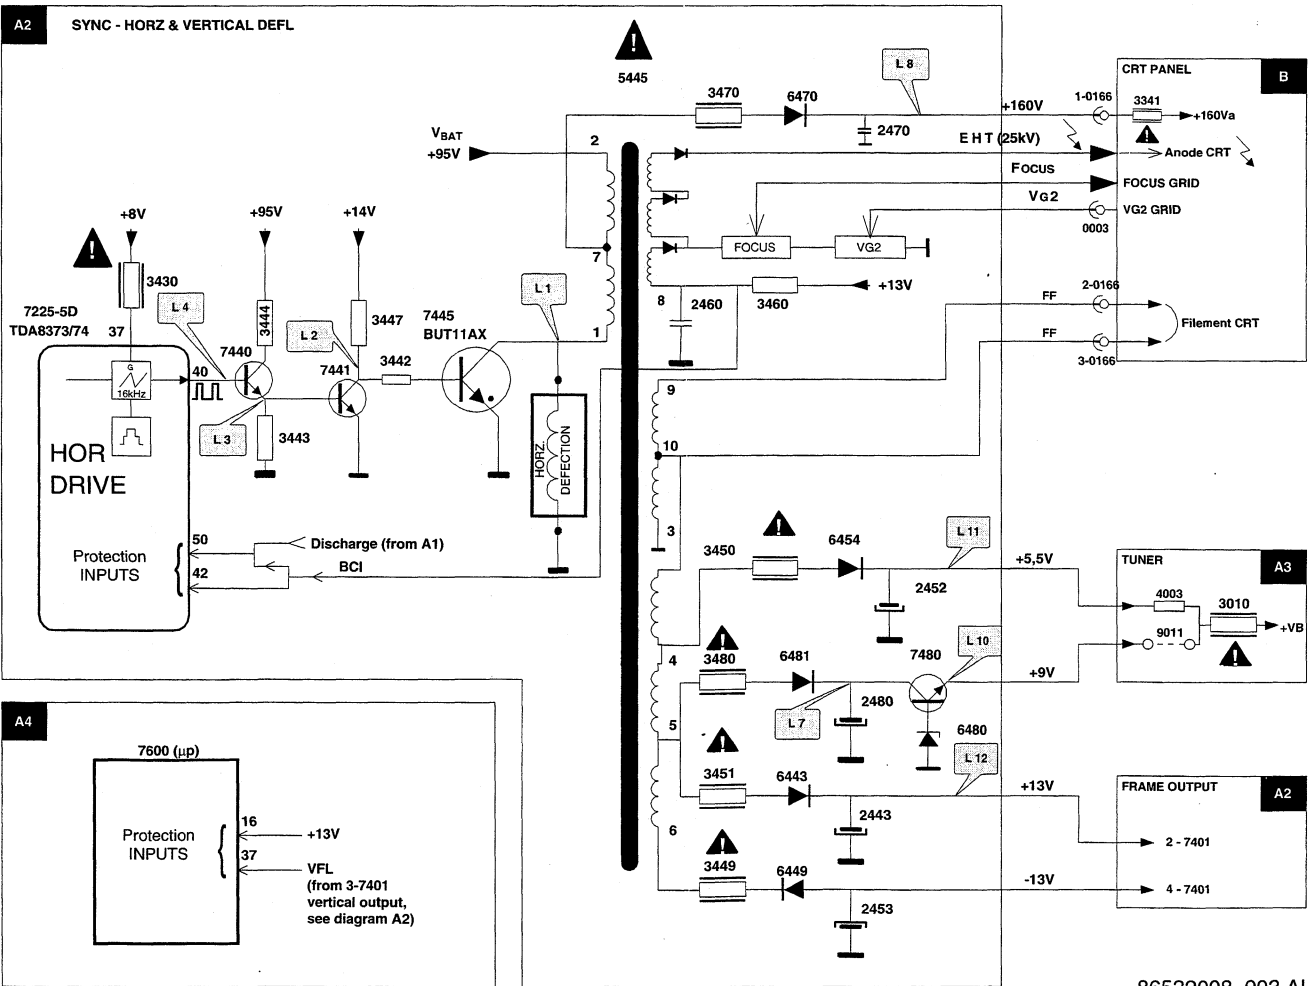 A2
SYNC - HORZ & VERTICAL DEFL
5445
L 8
3470
6470
2470
+160V
1-0166
CRT PANEL
B
3341
+160Va
EHT (25kV)
Anode CRT
FOCUS
FOCUS GRID
VG2
VG2 GRID
0003
VBAT
+95V
2
7
1
8
FOCUS
VG2
2460
3460
+13V
FF
2-0166
FF
3-0166
Filement CRT
+8V
+95V
+14V
3430
L 4
3444
L 2
3447
7445
BUT11AX
L 1
7225-5D
TDA8373/74
37
G
16kHz
40
7440
7441
3442
L 3
3443
HOR
DRIVE
HORZ.
DEFECTION
9
10
3
Protection
INPUTS
50
42
Discharge (from A1)
BCI
3450
6454
L 11
2452
+5,5V
TUNER
A3
4003
9011
3010
+VB
4
3480
6481
7480
L 10
+9V
L 7
2480
6480
5
3451
6443
L 12
+13V
2443
6
3449
6449
-13V
2453
FRAME OUTPUT
A2
2 - 7401
4 - 7401
A4
7600 (µp)
Protection
INPUTS
16
+13V
37
VFL
(from 3-7401
vertical output,
see diagram A2)